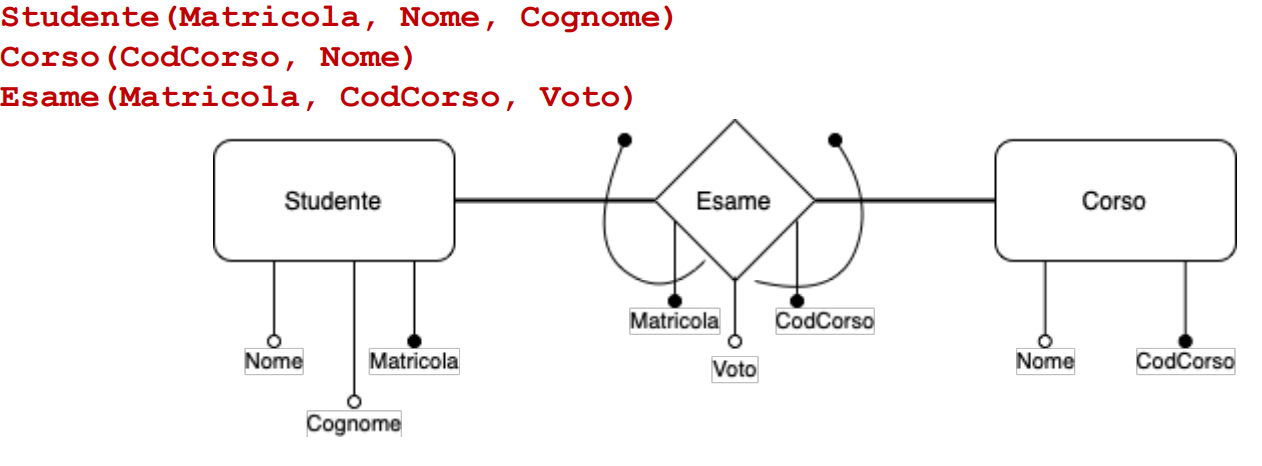 Studente(Matricola, Nome, Cognome)
Corso(CodCorso, Nome)
Esame(Matricola, CodCorso, Voto)
Studente
Esame
Corso
Matricola
CodCorso
Nome
Matricola
Voto
Nome
CodCorso
Cognome